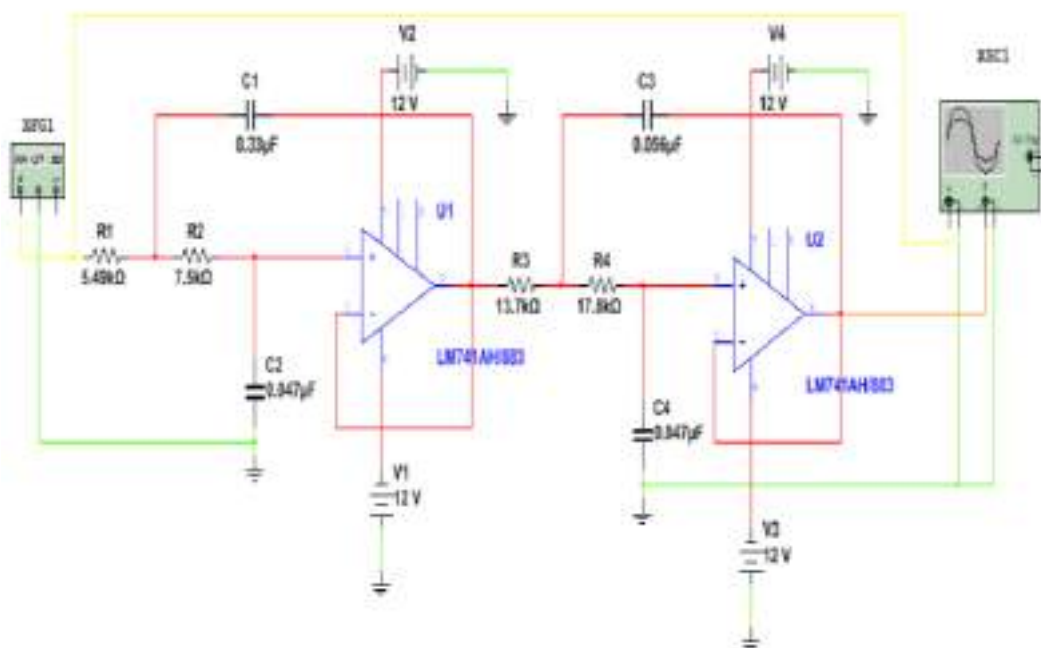 V2
12 V
V4
12 V
XSC1
C1
0.33µF
C3
0.056µF
XFG1
U1
U2
R1
5.49kΩ
R2
7.5kΩ
R3
13.7kΩ
R4
17.8kΩ
LM741AH/883
LM741AH/883
C2
0.047µF
C4
0.047µF
V1
12 V
V3
12 V